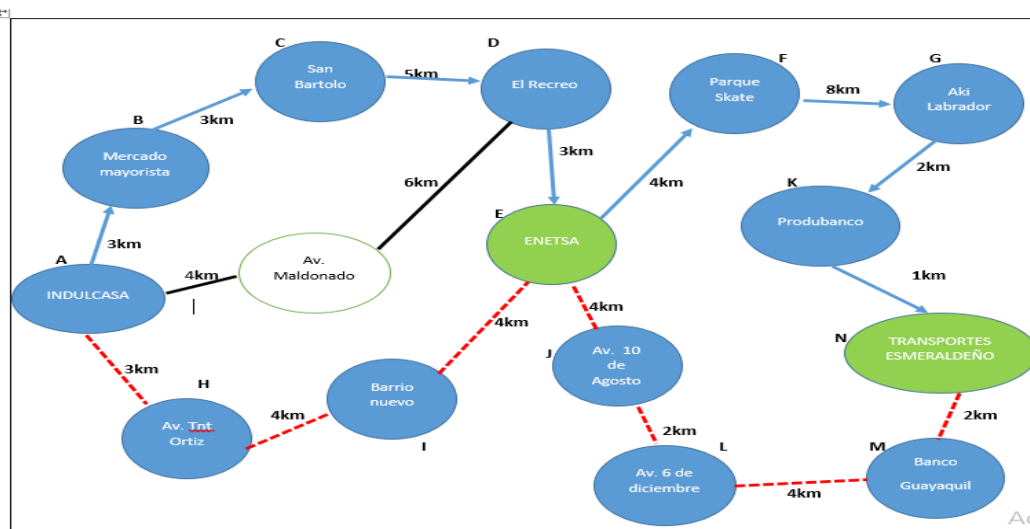 C
San
Bartolo
5km
D
El Recreo
F
Parque
Skate
8km
G
Aki
Labrador
B
Mercado
mayorista
3km
6km
3km
4km
2km
K
Produbanco
3km
A
INDULCASA
4km
Av.
Maldonado
E
ENETSA
1km
N
TRANSPORTES
ESMERALDEÑO
3km
H
Av. Tnt
Ortiz
4km
Barrio
nuevo
I
4km
4km
J
Av. 10
de
Agosto
2km
L
Av. 6 de
diciembre
4km
M
Banco
Guayaquil
2km